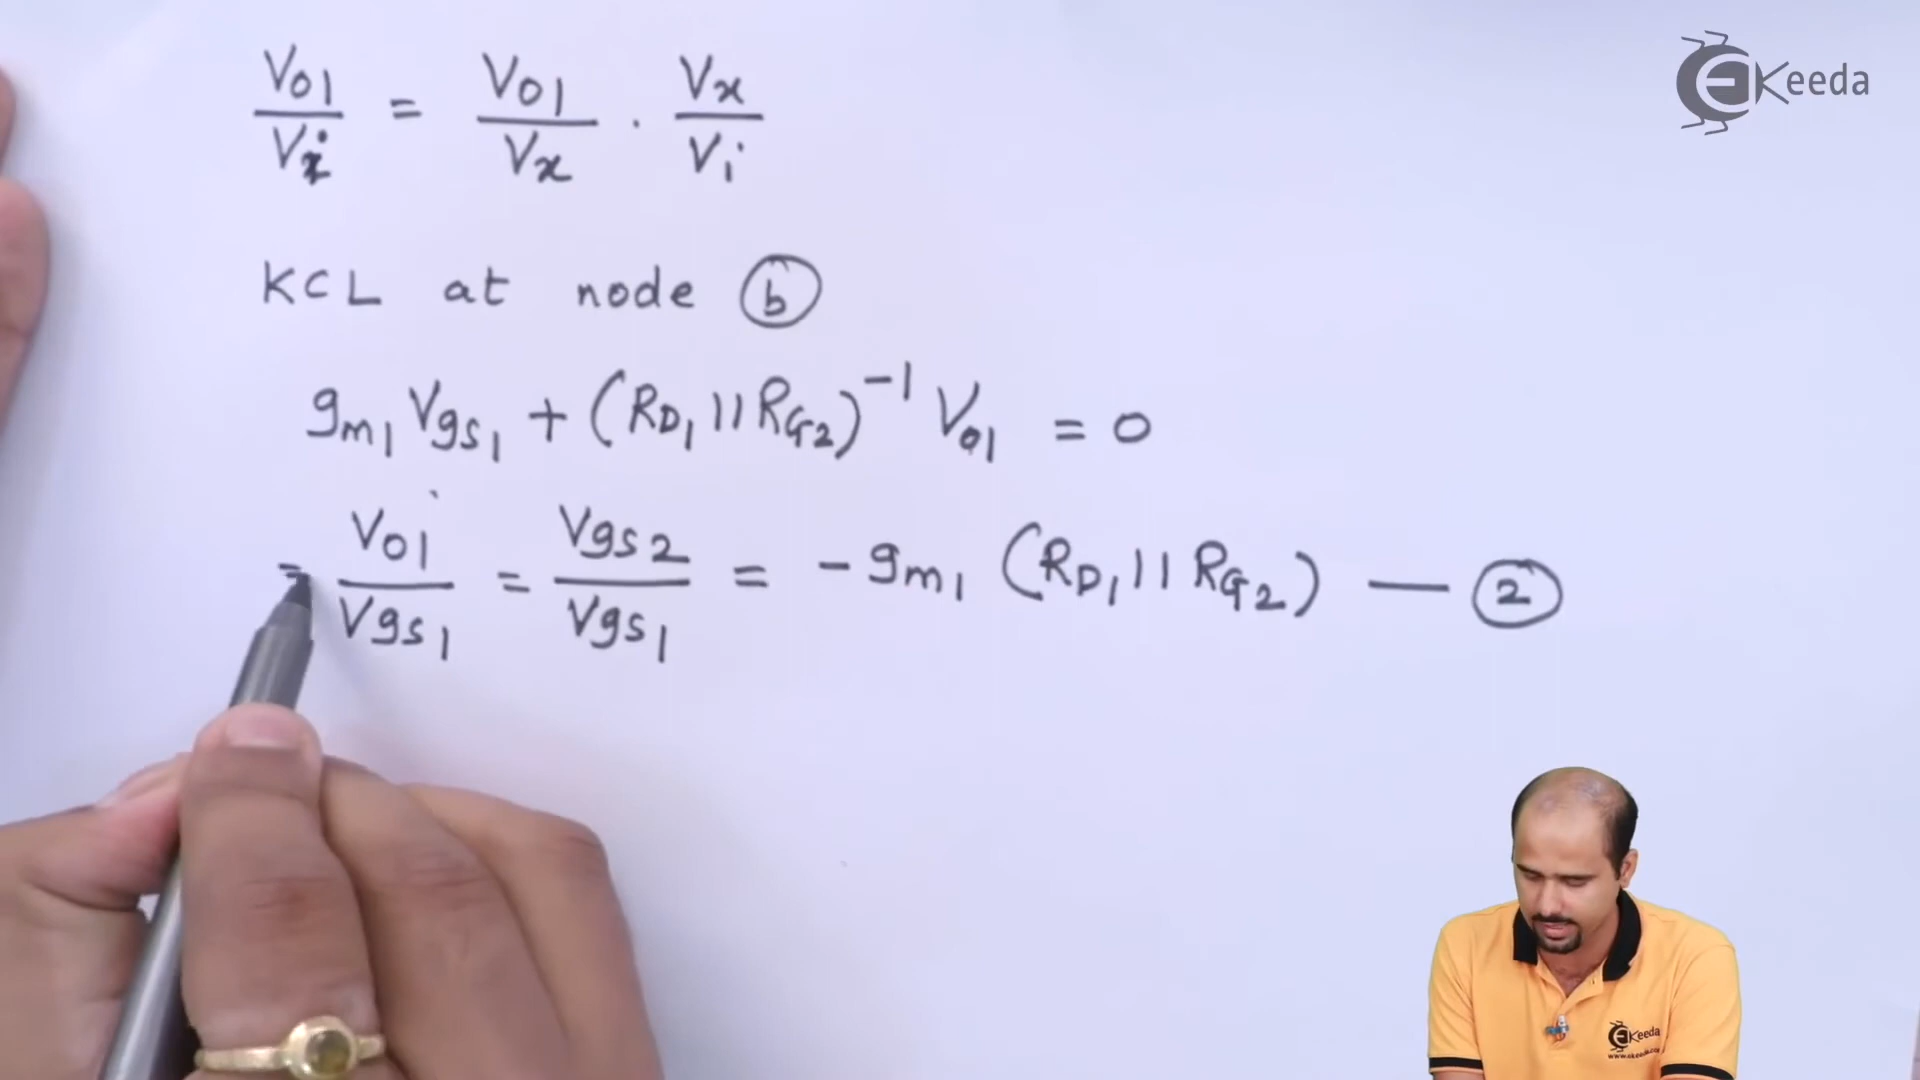 Vo1/Vi = Vo1/Vx . Vx/Vi
Keeda
KCL at node b
gm1 Vgs1 + (RD1 || RG2)^-1 Vo1 = 0
= Vo1/Vgs1 = Vgs2/Vgs1 = - gm1 (RD1 || RG2) — 2
Keeda